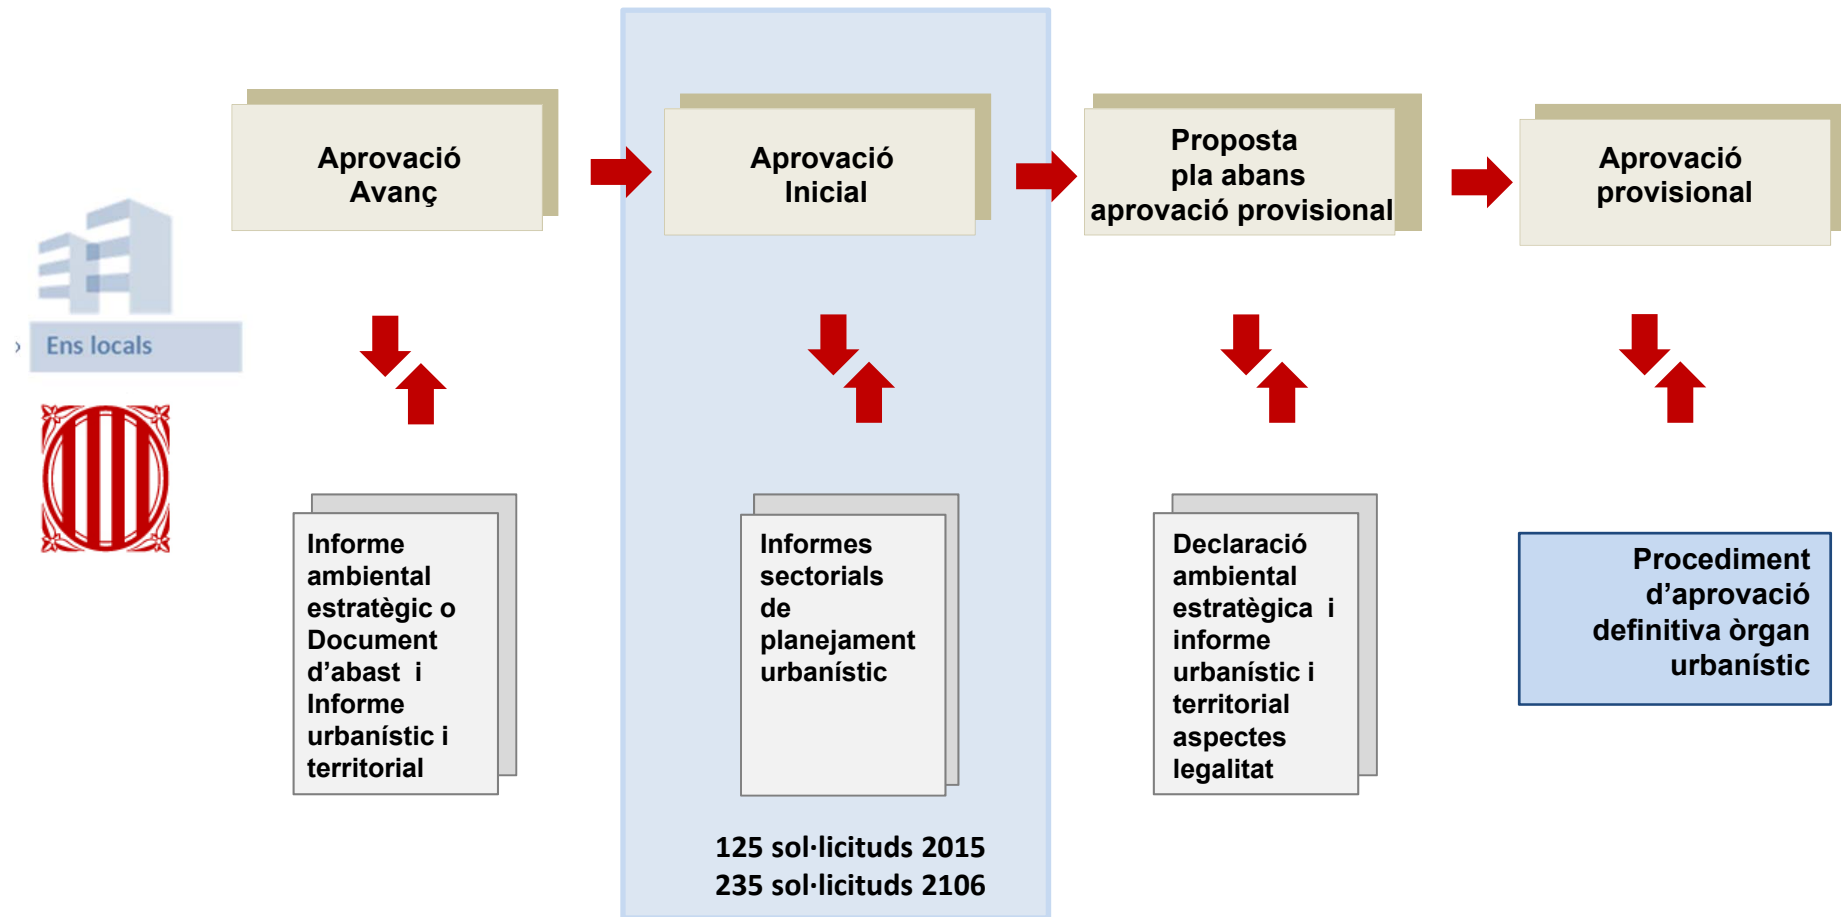 Aprovació
Avanç
Aprovació
Inicial
Proposta
pla abans
aprovació provisional
Aprovació
provisional
Ens locals
Informe
ambiental
estratègic o
Document
d'abast i
Informe
urbanístic i
territorial
Informes
sectorials
de
planejament
urbanístic
Declaració
ambiental
estratègica i
informe
urbanístic i
territorial
aspectes
legalitat
Procediment
d'aprovació
definitiva òrgan
urbanístic
125 sol·licituds 2015
235 sol·licituds 2106